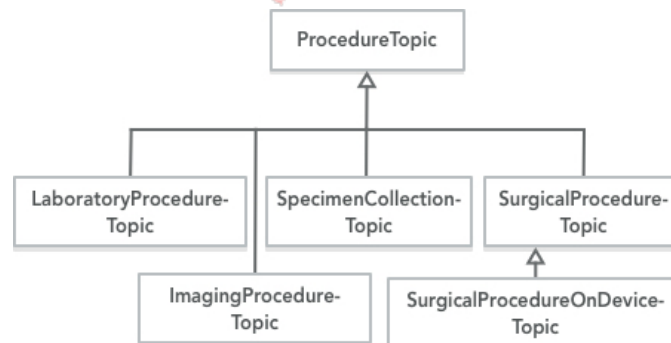 ProcedureTopic
LaboratoryProcedure-
Topic
SpecimenCollection-
Topic
SurgicalProcedure-
Topic
ImagingProcedure-
Topic
SurgicalProcedureOnDevice-
Topic